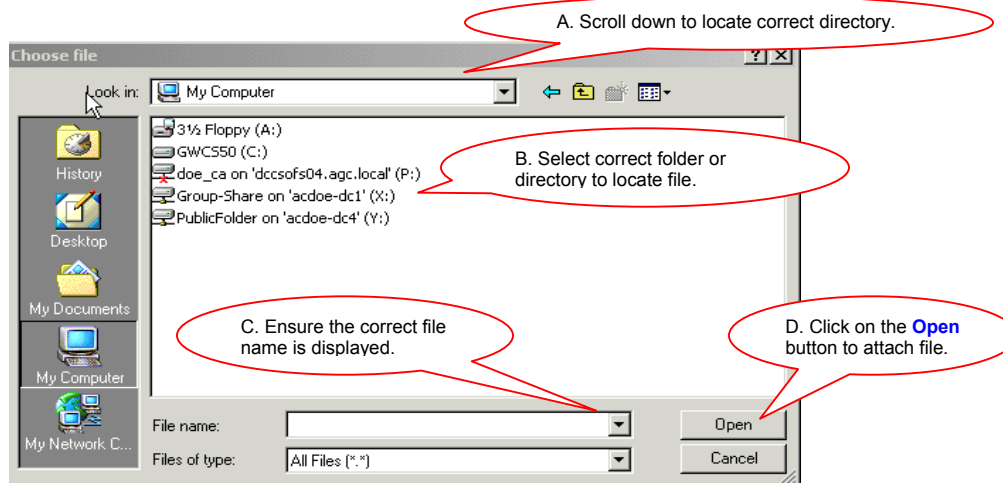 A. Scroll down to locate correct directory.
Choose file
Look in:
My Computer
3½ Floppy (A:)
GWCS50 (C:)
doe_ca on 'dccsofs04.agc.local' (P:)
Group-Share on 'acdoe-dc1' (X:)
PublicFolder on 'acdoe-dc4' (Y:)
B. Select correct folder or
directory to locate file.
History
Desktop
My Documents
My Computer
My Network C...
C. Ensure the correct file
name is displayed.
D. Click on the Open
button to attach file.
File name:
Open
Files of type:
All Files (*.*)
Cancel